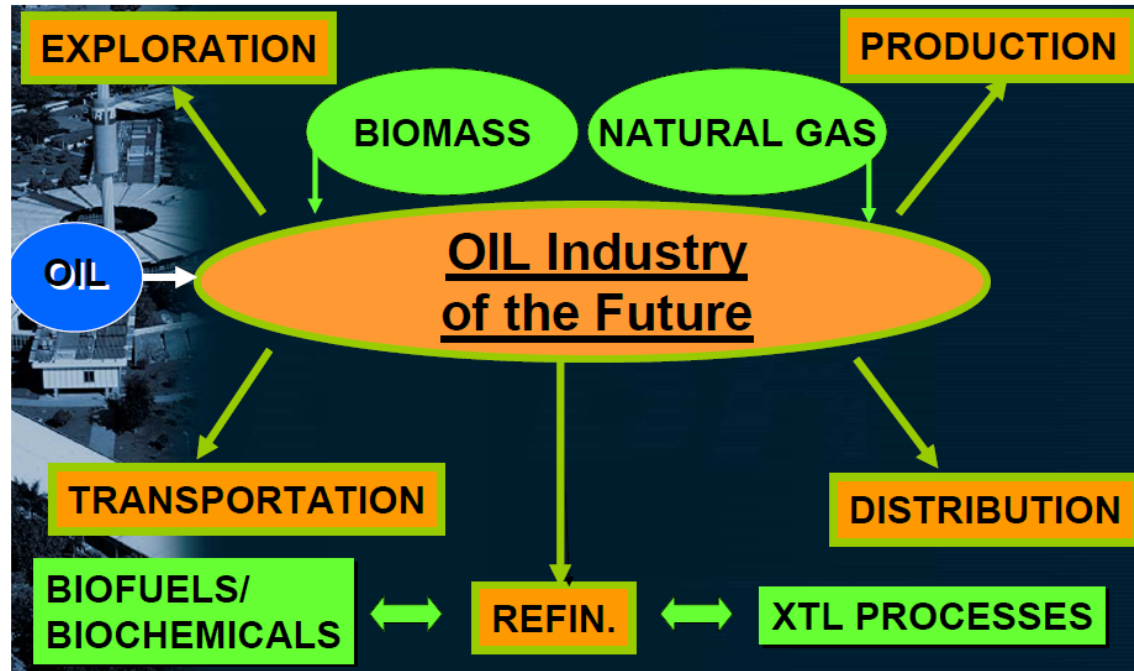 EXPLORATION
PRODUCTION
BIOMASS
NATURAL GAS
OIL
OIL Industry
of the Future
TRANSPORTATION
DISTRIBUTION
BIOFUELS/
BIOCHEMICALS
REFIN.
XTL PROCESSES